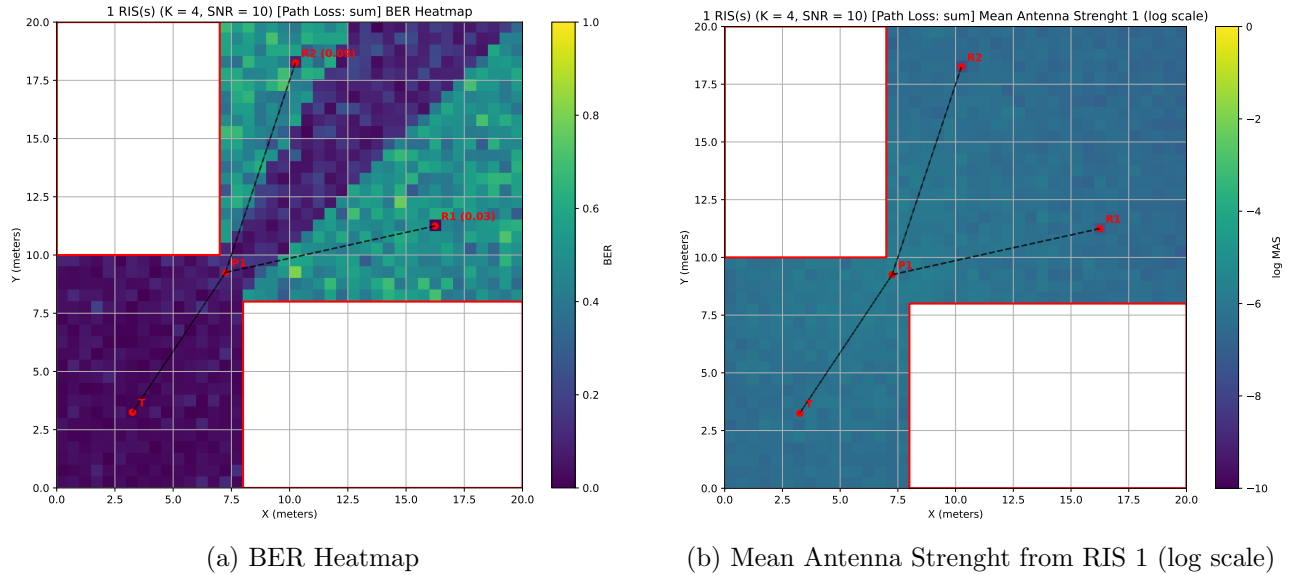 1 RIS(s) (K = 4, SNR = 10) [Path Loss: sum] BER Heatmap
20.0
17.5
15.0
12.5
10.0
7.5
5.0
2.5
0.0
Y (meters)
R2 (0.03)
R1 (0.03)
P1
T
0.0 2.5 5.0 7.5 10.0 12.5 15.0 17.5 20.0
X (meters)
1.0
0.8
0.6
0.4
0.2
0.0
BER
(a) BER Heatmap
1 RIS(s) (K = 4, SNR = 10) [Path Loss: sum] Mean Antenna Strenght 1 (log scale)
20.0
17.5
15.0
12.5
10.0
7.5
5.0
2.5
0.0
Y (meters)
R2
R1
P1
T
0.0 2.5 5.0 7.5 10.0 12.5 15.0 17.5 20.0
X (meters)
0
−2
−4
−6
−8
−10
log MAS
(b) Mean Antenna Strenght from RIS 1 (log scale)